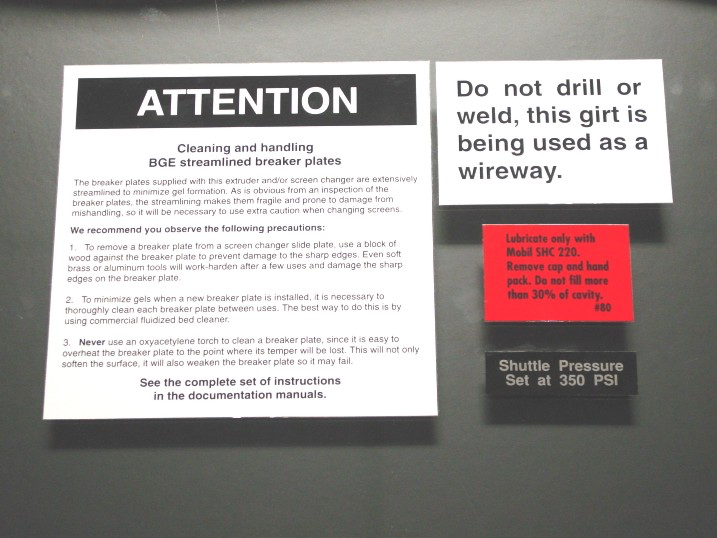 ATTENTION
Cleaning and handling
BGE streamlined breaker plates
The breaker plates supplied with this extruder and/or screen changer are extensively
streamlined to minimize gel formation. As is obvious from an inspection of the
breaker plates, the streamlining makes them fragile and prone to damage from
mishandling, so it will be necessary to use extra caution when changing screens.
We recommend you observe the following precautions:
1. To remove a breaker plate from a screen changer slide plate, use a block of
wood against the breaker plate to prevent damage to the sharp edges. Even soft
brass or aluminum tools will work-harden after a few uses and damage the sharp
edges on the breaker plate.
2. To minimize gels when a new breaker plate is installed, it is necessary to
thoroughly clean each breaker plate between uses. The best way to do this is by
using commercial fluidized bed cleaner.
3. Never use an oxyacetylene torch to clean a breaker plate, since it is easy to
overheat the breaker plate to the point where its temper will be lost. This will not only
soften the surface, it will also weaken the breaker plate so it may fail.
See the complete set of instructions
in the documentation manuals.
Do not drill or
weld, this girt is
being used as a
wireway.
Lubricate only with
Mobil SHC 220.
Remove cap and hand
pack. Do not fill more
than 30% of cavity.
#80
Shuttle Pressure
Set at 350 PSI